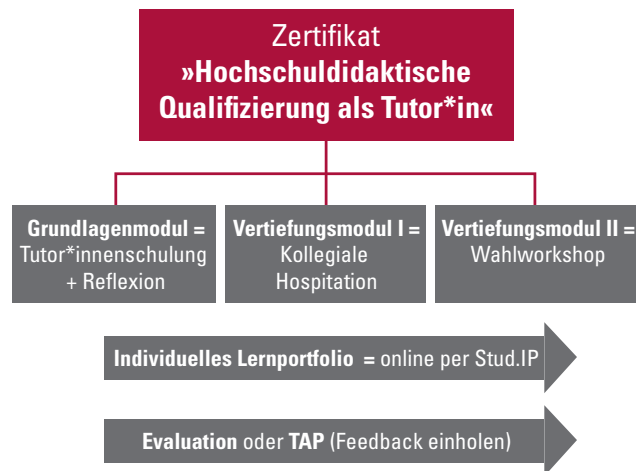 Zertifikat
»Hochschuldidaktische
Qualifizierung als Tutor*in«
Grundlagenmodul =
Tutor*innenschulung
+ Reflexion
Vertiefungsmodul I =
Kollegiale
Hospitation
Vertiefungsmodul II =
Wahlworkshop
Individuelles Lernportfolio = online per Stud.IP
Evaluation oder TAP (Feedback einholen)